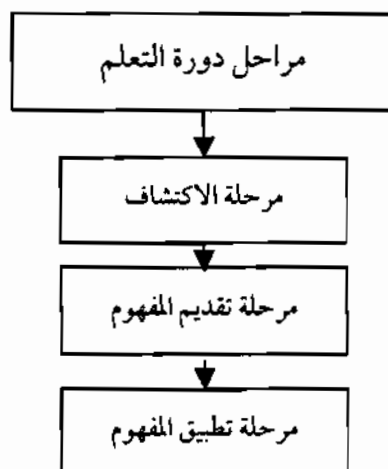 مراحل دورة التعلم
مرحلة الاكتشاف
مرحلة تقديم المفهوم
مرحلة تطبيق المفهوم